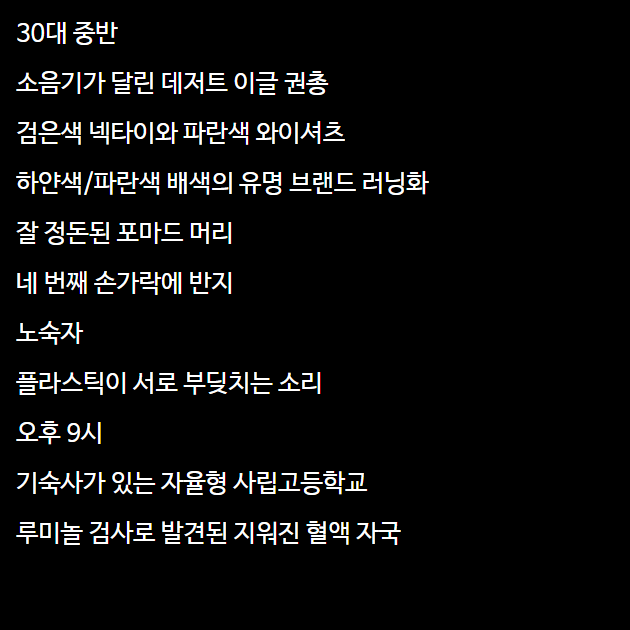 30대 중반
소음기가 달린 데저트 이글 권총
검은색 넥타이와 파란색 와이셔츠
하얀색/파란색 배색의 유명 브랜드 러닝화
잘 정돈된 포마드 머리
네 번째 손가락에 반지
노숙자
플라스틱이 서로 부딪치는 소리
오후 9시
기숙사가 있는 자율형 사립고등학교
루미놀 검사로 발견된 지워진 혈액 자국